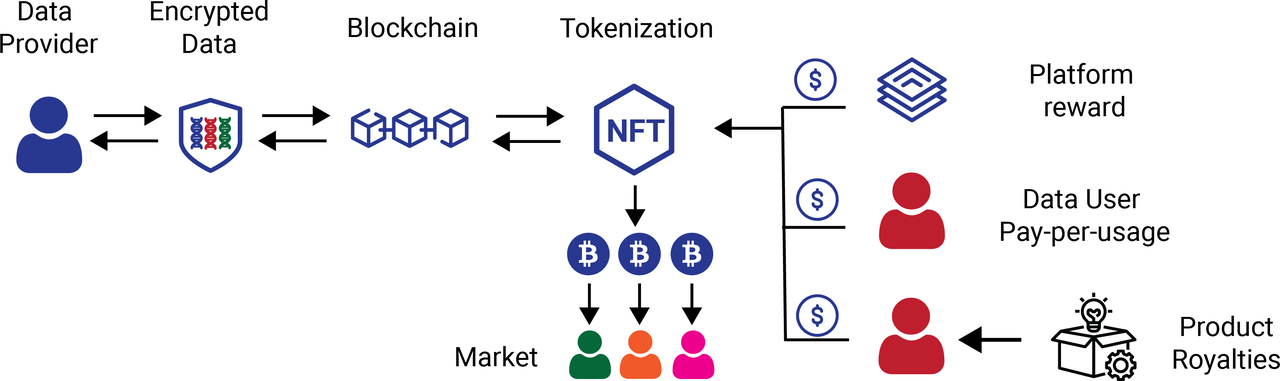 Data
Provider
Encrypted
Data
Blockchain
Tokenization
NFT
$
Platform
reward
$
Data User
Pay-per-usage
₿ ₿ ₿
$
Market
Product
Royalties